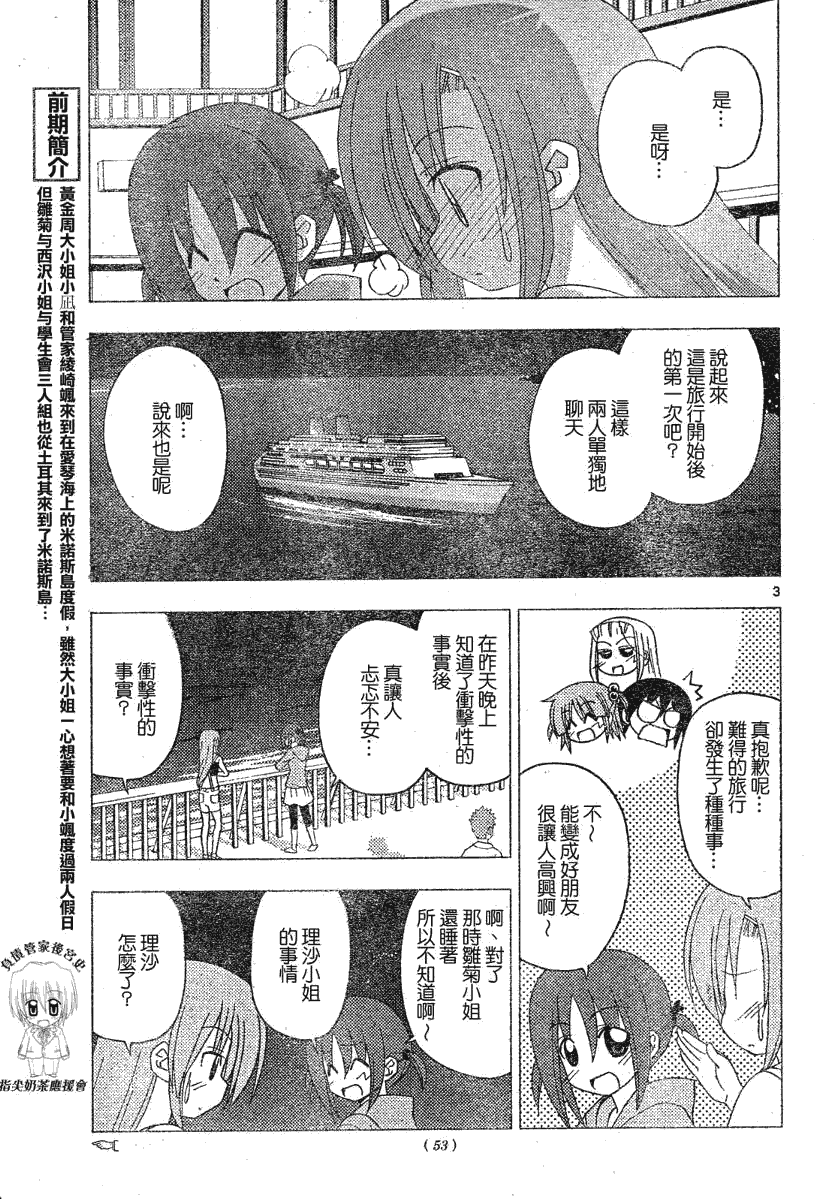 是…
是呀…
前期簡介
黃金周大小姐小凪和管家綾崎颯來到在愛琴海上的米諾斯島度假，雖然大小姐一心想著要和小颯度過兩人假日
但雛菊与西沢小姐与學生會三人組也從土耳其來到了米諾斯島…
說起來
這是旅行開始後
的第一次吧？
這樣
兩人單獨地
聊天
啊…
說來也是呢
3
真抱歉呢…
難得的旅行
卻發生了種種事…
不～
能變成好朋友
很讓人高興啊～
在昨天晚上
知道了衝擊性的
事實後
真讓人
忐忑不安…
衝擊性的
事實？
啊、對了
那時雛菊小姐
還睡著
所以不知道啊～
理沙小姐
的事情
理沙
怎麼了？
負債管家後宮史
指尖奶茶應援會
(53)